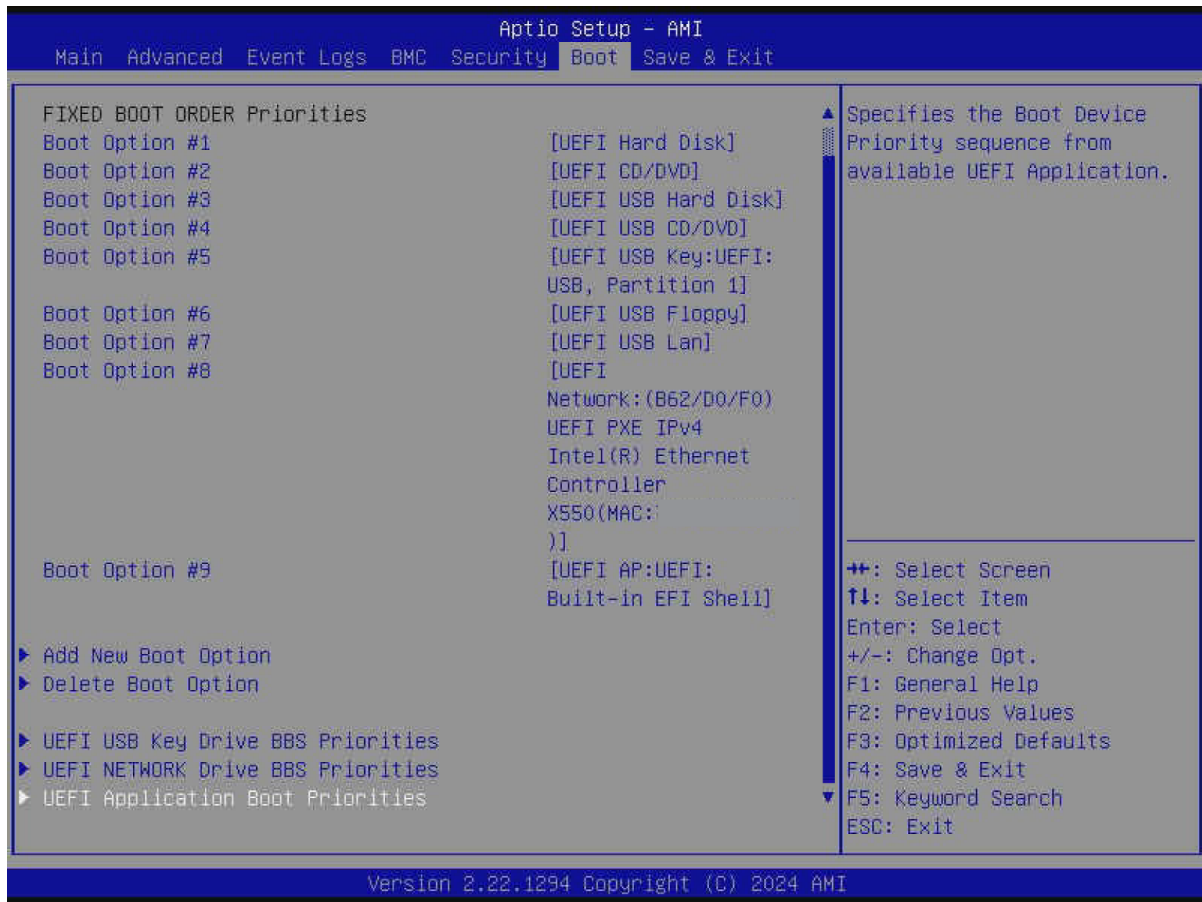 Aptio Setup – AMI
Main Advanced Event Logs BMC Security Boot Save & Exit
FIXED BOOT ORDER Priorities
Boot Option #1 [UEFI Hard Disk]
Boot Option #2 [UEFI CD/DVD]
Boot Option #3 [UEFI USB Hard Disk]
Boot Option #4 [UEFI USB CD/DVD]
Boot Option #5 [UEFI USB Key:UEFI:
USB, Partition 1]
Boot Option #6 [UEFI USB Floppy]
Boot Option #7 [UEFI USB Lan]
Boot Option #8 [UEFI
Network:(B62/D0/F0)
UEFI PXE IPv4
Intel(R) Ethernet
Controller
X550(MAC:
)]
Boot Option #9 [UEFI AP:UEFI:
Built-in EFI Shell]
Add New Boot Option
Delete Boot Option
UEFI USB Key Drive BBS Priorities
UEFI NETWORK Drive BBS Priorities
UEFI Application Boot Priorities
Specifies the Boot Device
Priority sequence from
available UEFI Application.
→←: Select Screen
↑↓: Select Item
Enter: Select
+/-: Change Opt.
F1: General Help
F2: Previous Values
F3: Optimized Defaults
F4: Save & Exit
F5: Keyword Search
ESC: Exit
Version 2.22.1294 Copyright (C) 2024 AMI